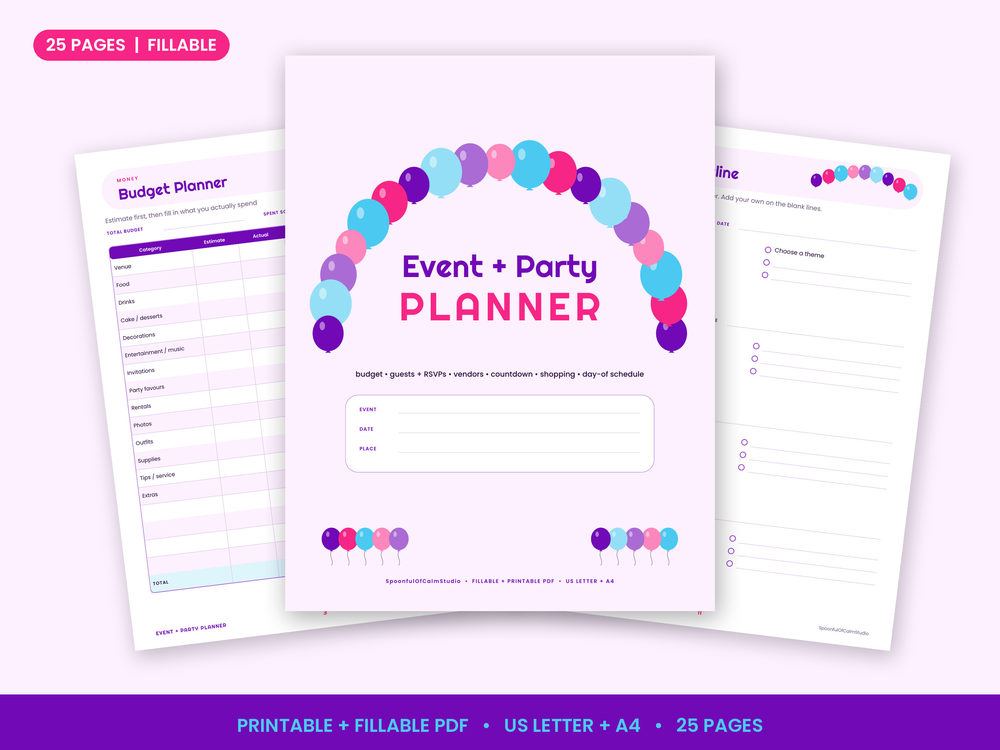 25 PAGES | FILLABLE
MONEY
Budget Planner
Estimate first, then fill in what you actually spend
TOTAL BUDGET
SPENT
Category Estimate Actual
Venue
Food
Drinks
Cake / desserts
Decorations
Entertainment / music
Invitations
Party favours
Rentals
Photos
Outfits
Supplies
Tips / service
Extras
TOTAL
EVENT + PARTY PLANNER
3
Event + Party
PLANNER
budget • guests + RSVPs • vendors • countdown • shopping • day-of schedule
EVENT
DATE
PLACE
SpoonfulOfCalmStudio • FILLABLE + PRINTABLE PDF • US LETTER + A4
line
Add your own on the blank lines.
DATE
Choose a theme
SpoonfulOfCalmStudio
PRINTABLE + FILLABLE PDF • US LETTER + A4 • 25 PAGES